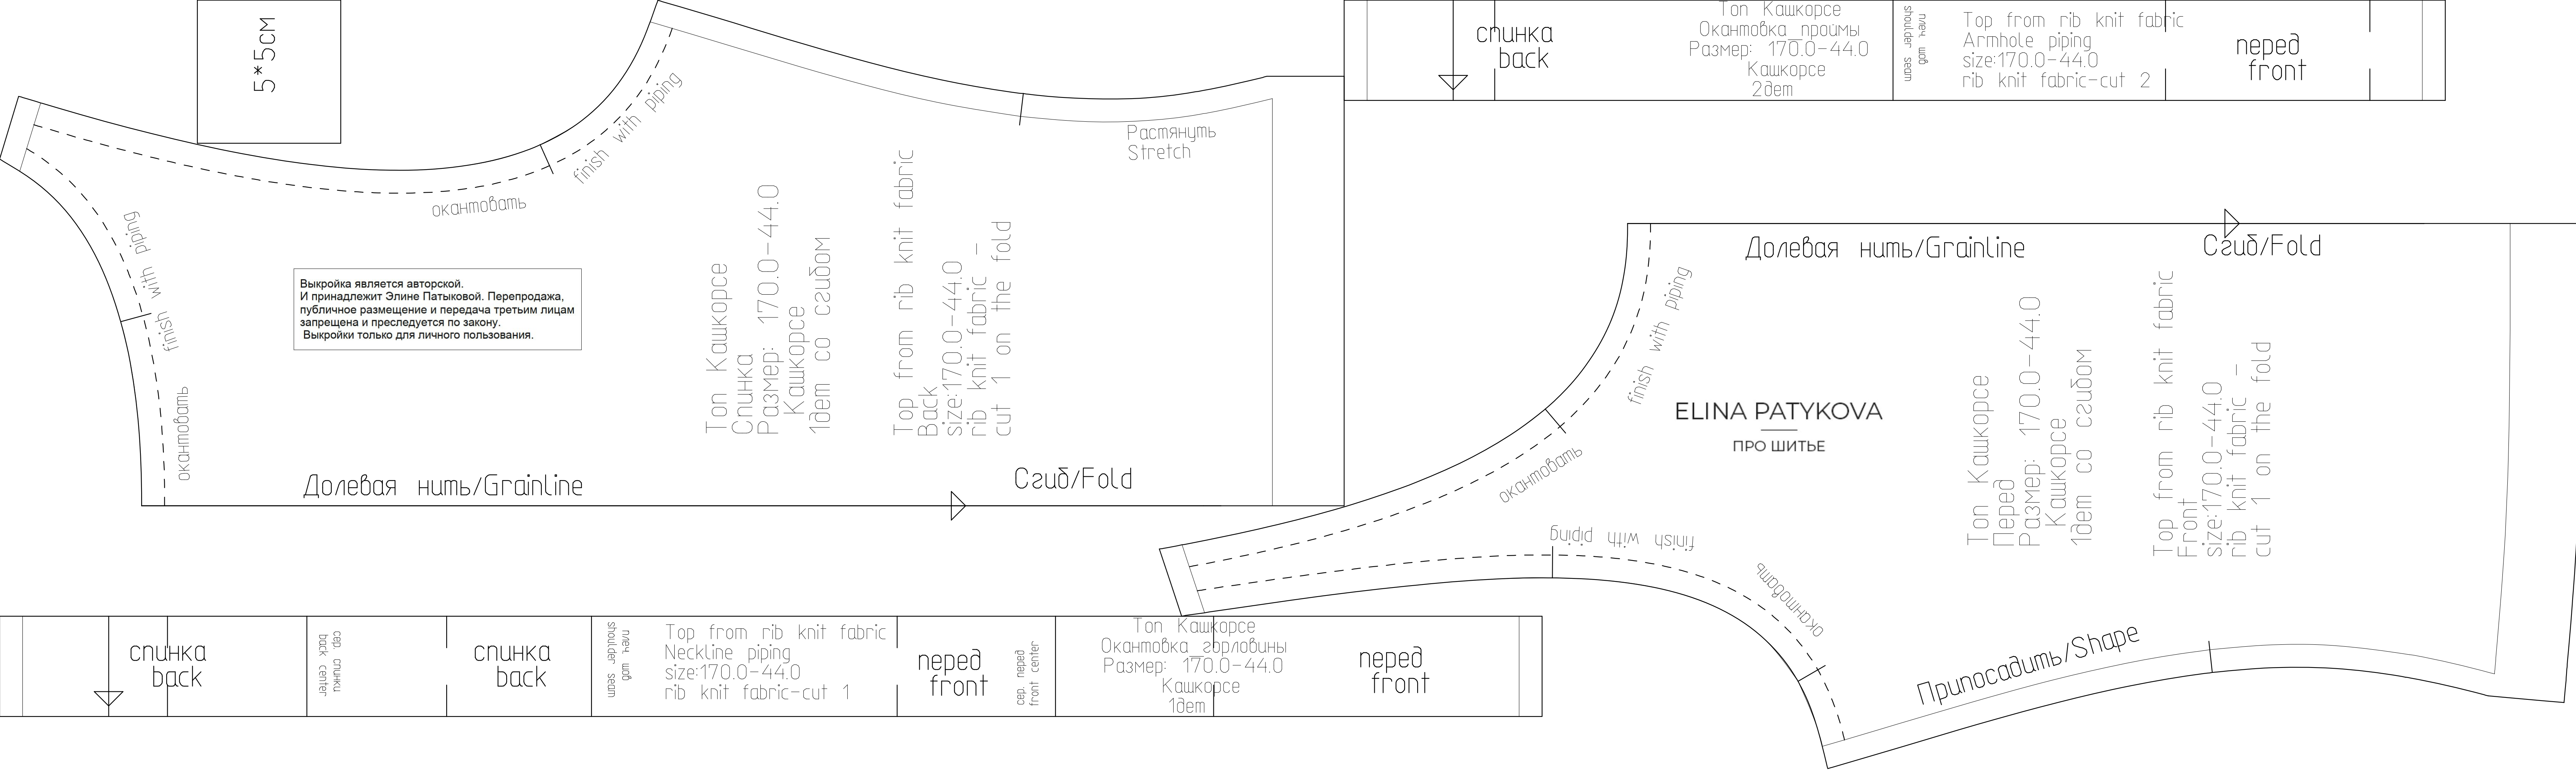 5*5см
finish with piping
окантовать
Растянуть
Stretch
finish with piping
окантовать
Выкройка является авторской.
И принадлежит Элине Патыковой. Перепродажа,
публичное размещение и передача третьим лицам
запрещена и преследуется по закону.
Выкройки только для личного пользования.
Топ Кашкорсе
Спинка
Размер: 170.0-44.0
Кашкорсе
1дет со сгибом
Top from rib knit fabric
Back
size:170.0-44.0
rib knit fabric -
cut 1 on the fold
Долевая нить/Grainline
Сгиб/Fold
спинка
back
Топ Кашкорсе
Окантовка_проймы
Размер: 170.0-44.0
Кашкорсе
2дет
плеч. шов
shoulder seam
Top from rib knit fabric
Armhole piping
size:170.0-44.0
rib knit fabric-cut 2
перед
front
Долевая нить/Grainline
Сгиб/Fold
finish with piping
окантовать
ELINA PATYKOVA
ПРО ШИТЬЕ
Топ Кашкорсе
Перед
Размер: 170.0-44.0
Кашкорсе
1дет со сгибом
Top from rib knit fabric
Front
size:170.0-44.0
rib knit fabric -
cut 1 on the fold
finish with piping
окантовать
Припосадить/Shape
спинка
back
сер. спинки
back center
спинка
back
плеч. шов
shoulder seam
Top from rib knit fabric
Neckline piping
size:170.0-44.0
rib knit fabric-cut 1
перед
front
сер. перед
front center
Топ Кашкорсе
Окантовка_горловины
Размер: 170.0-44.0
Кашкорсе
1дет
перед
front